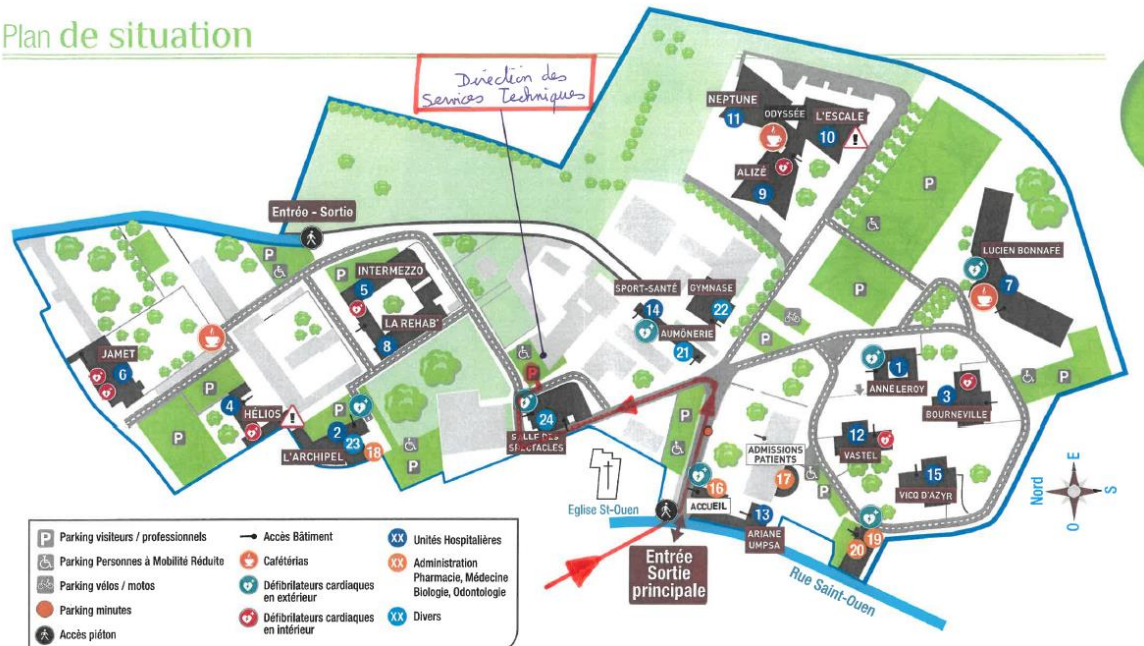 Plan de situation
Direction des
Services Techniques
NEPTUNE
11
ODYSSÉE
L'ESCALE
10
ALIZÉ
9
P
Entrée - Sortie
P
LUCIEN BONNAFÉ
7
INTERMEZZO
5
P
SPORT-SANTÉ
14
GYMNASE
22
P
LA REHAB'
8
AUMÔNERIE
21
P
JAMET
6
P
1
ANNE LEROY
3
BOURNEVILLE
P
P
4
HÉLIOS
P
2
23
L'ARCHIPEL
18
P
P
24
SALLE DES
SPECTACLES
P
12
VASTEL
15
VICQ D'AZYR
ADMISSIONS
PATIENTS
17
P
16
ACCUEIL
13
ARIANE
UMPSA
Eglise St-Ouen
19
20
P
Entrée
Sortie
principale
Rue Saint-Ouen
Nord
E
S
O
P Parking visiteurs / professionnels
Parking Personnes à Mobilité Réduite
Parking vélos / motos
Parking minutes
Accès piéton
Accès Bâtiment
Cafétérias
Défibrilateurs cardiaques
en extérieur
Défibrilateurs cardiaques
en intérieur
XX Unités Hospitalières
XX Administration
Pharmacie, Médecine
Biologie, Odontologie
XX Divers